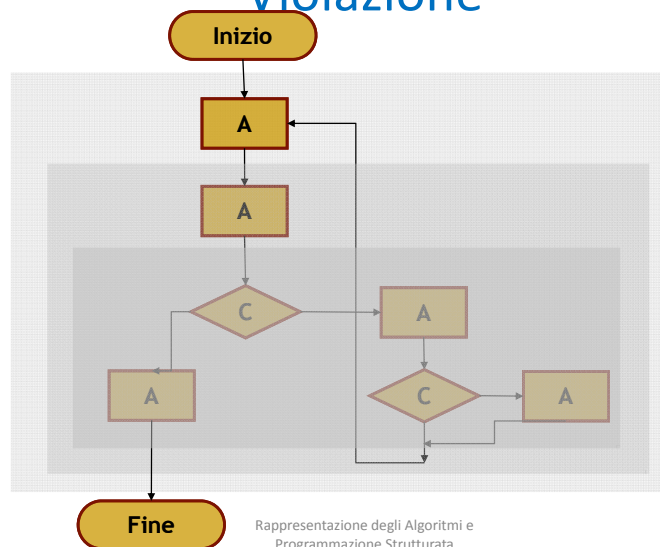 Violazione
Inizio
A
A
C
A
A
C
A
Fine
Rappresentazione degli Algoritmi e
Programmazione Strutturata